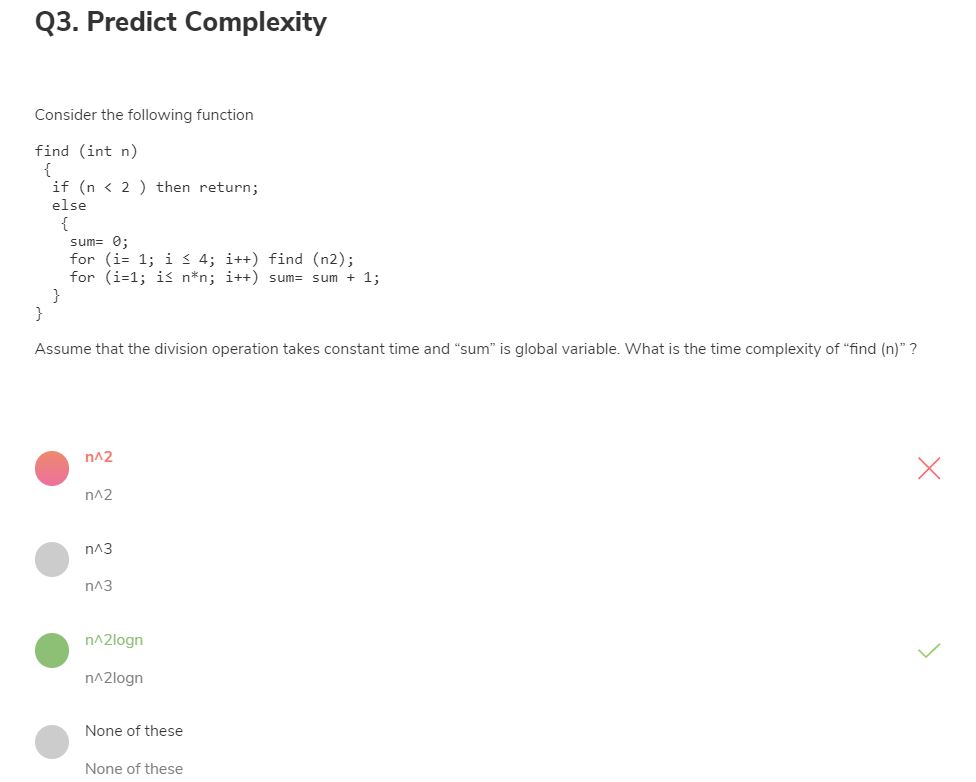 Q3. Predict Complexity
Consider the following function
find (int n)
{
if (n < 2 ) then return;
else
{
sum= 0;
for (i= 1; i ≤ 4; i++) find (n2);
for (i=1; i≤ n*n; i++) sum= sum + 1;
}
}
Assume that the division operation takes constant time and “sum” is global variable. What is the time complexity of “find (n)” ?
n^2
n^2
n^3
n^3
n^2logn
n^2logn
None of these
None of these